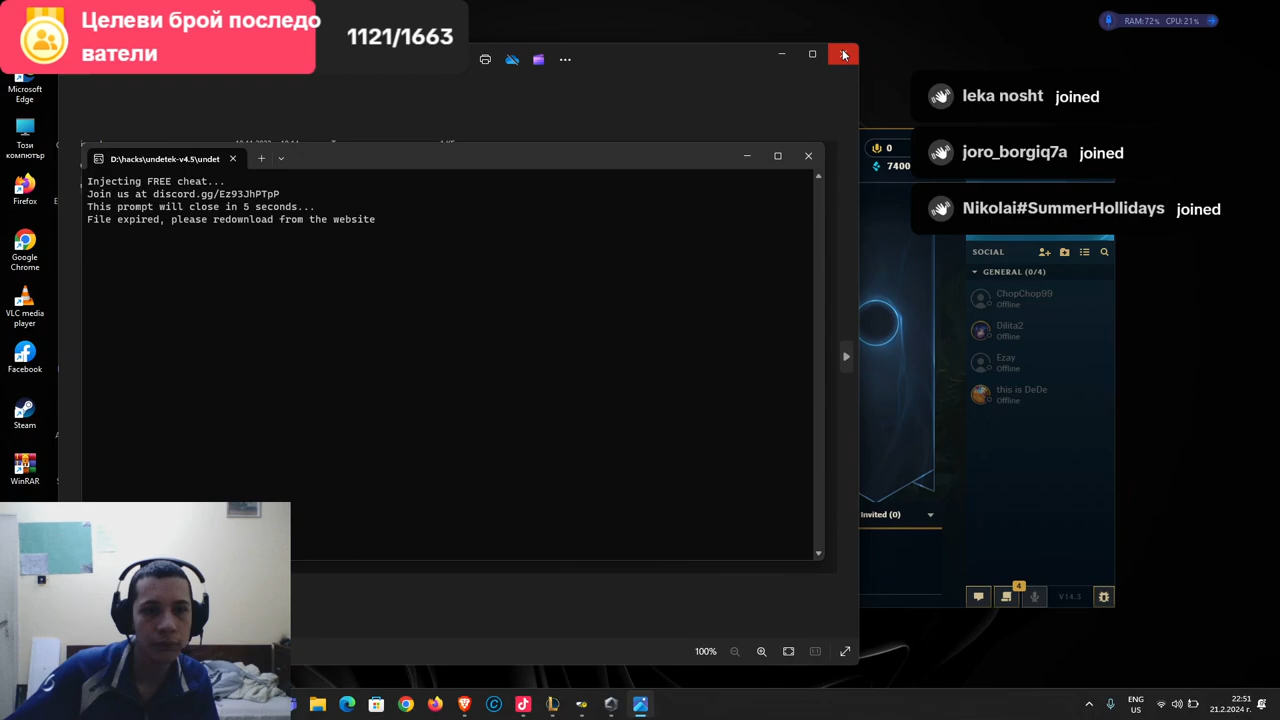 Целеви брой последо
ватели
1121/1663
RAM:72%
CPU:21%
leka nosht joined
joro_borgiq7a joined
Nikolai#SummerHollidays joined
Microsoft
Edge
Този
компютър
Firefox
Google
Chrome
VLC media
player
Facebook
Steam
WinRAR
D:\hacks\undetek-v4.5\undet
Injecting FREE cheat...
Join us at discord.gg/Ez93JhPTpP
This prompt will close in 5 seconds...
File expired, please redownload from the website
0
7400
SOCIAL
GENERAL (0/4)
ChopChop99
Offline
Dilita2
Offline
Ezay
Offline
this is DeDe
Offline
Invited (0)
4
V14.3
100%
ENG
US
22:51
21.2.2024 г.